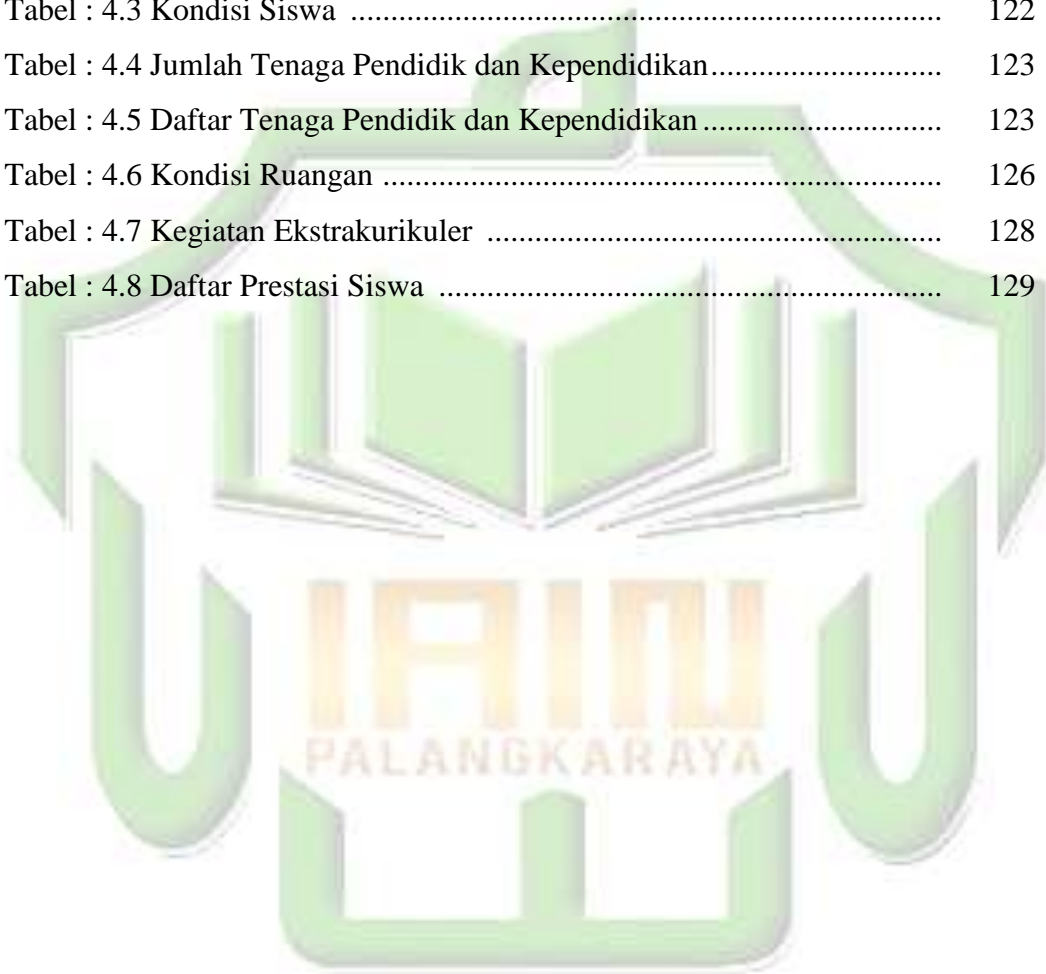 Tabel : 4.3 Kondisi Siswa ...................................................................... 122
Tabel : 4.4 Jumlah Tenaga Pendidik dan Kependidikan............................. 123
Tabel : 4.5 Daftar Tenaga Pendidik dan Kependidikan.............................. 123
Tabel : 4.6 Kondisi Ruangan ...................................................................... 126
Tabel : 4.7 Kegiatan Ekstrakurikuler ......................................................... 128
Tabel : 4.8 Daftar Prestasi Siswa ............................................................... 129
IAIN
PALANGKARAYA